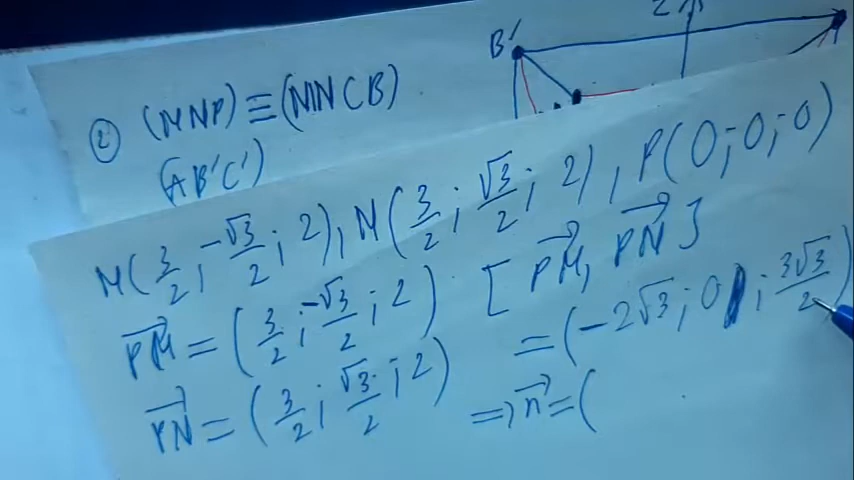 B' Z
② (MNP) ≡ (MNCB)
(AB'C')
M(3/2; -√3/2; 2), N(3/2; √3/2; 2), P(0; 0; 0)
PM→ = (3/2; -√3/2; 2) [PM→, PN→]
= (-2√3; 0; 3√3/2)
PN→ = (3/2; √3/2; 2)
=> n→ = (